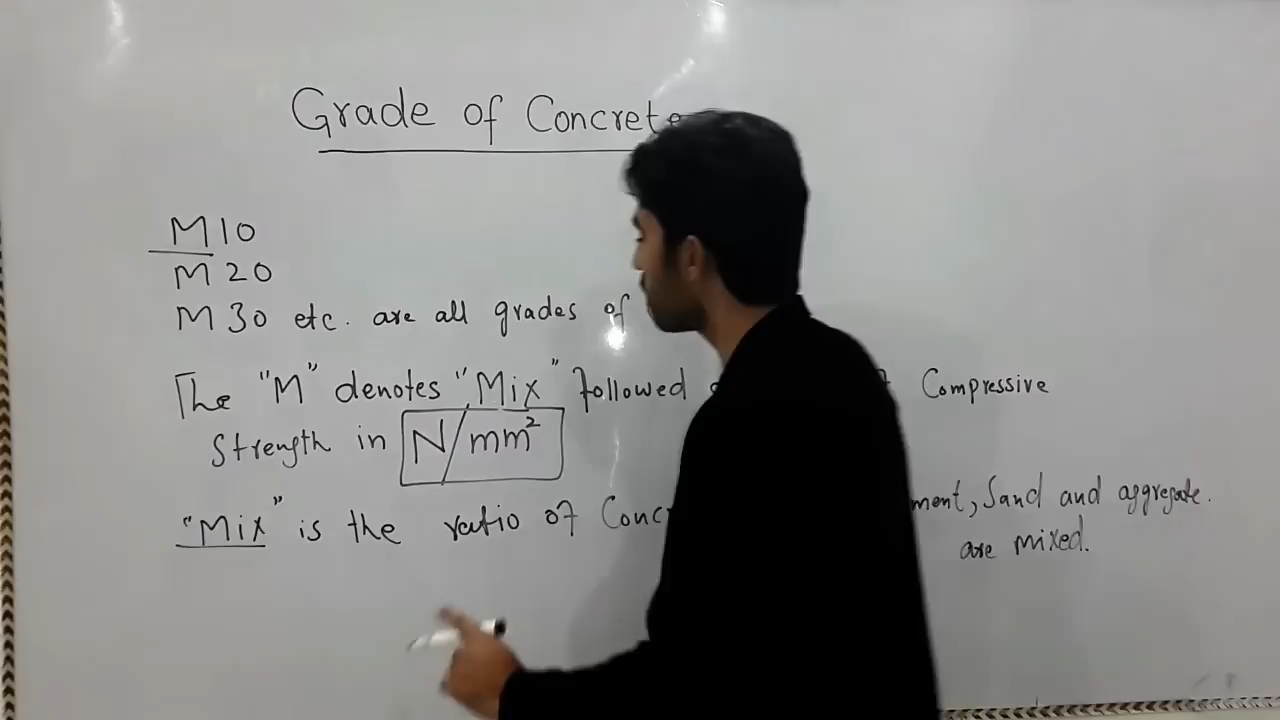 Grade of Concrete
M10
M20
M30 etc. are all grades of
The "M" denotes "Mix" followed Compressive
Strength in N/mm²
"Mix" is the ratio of Conc ment, Sand and aggregate.
are mixed.